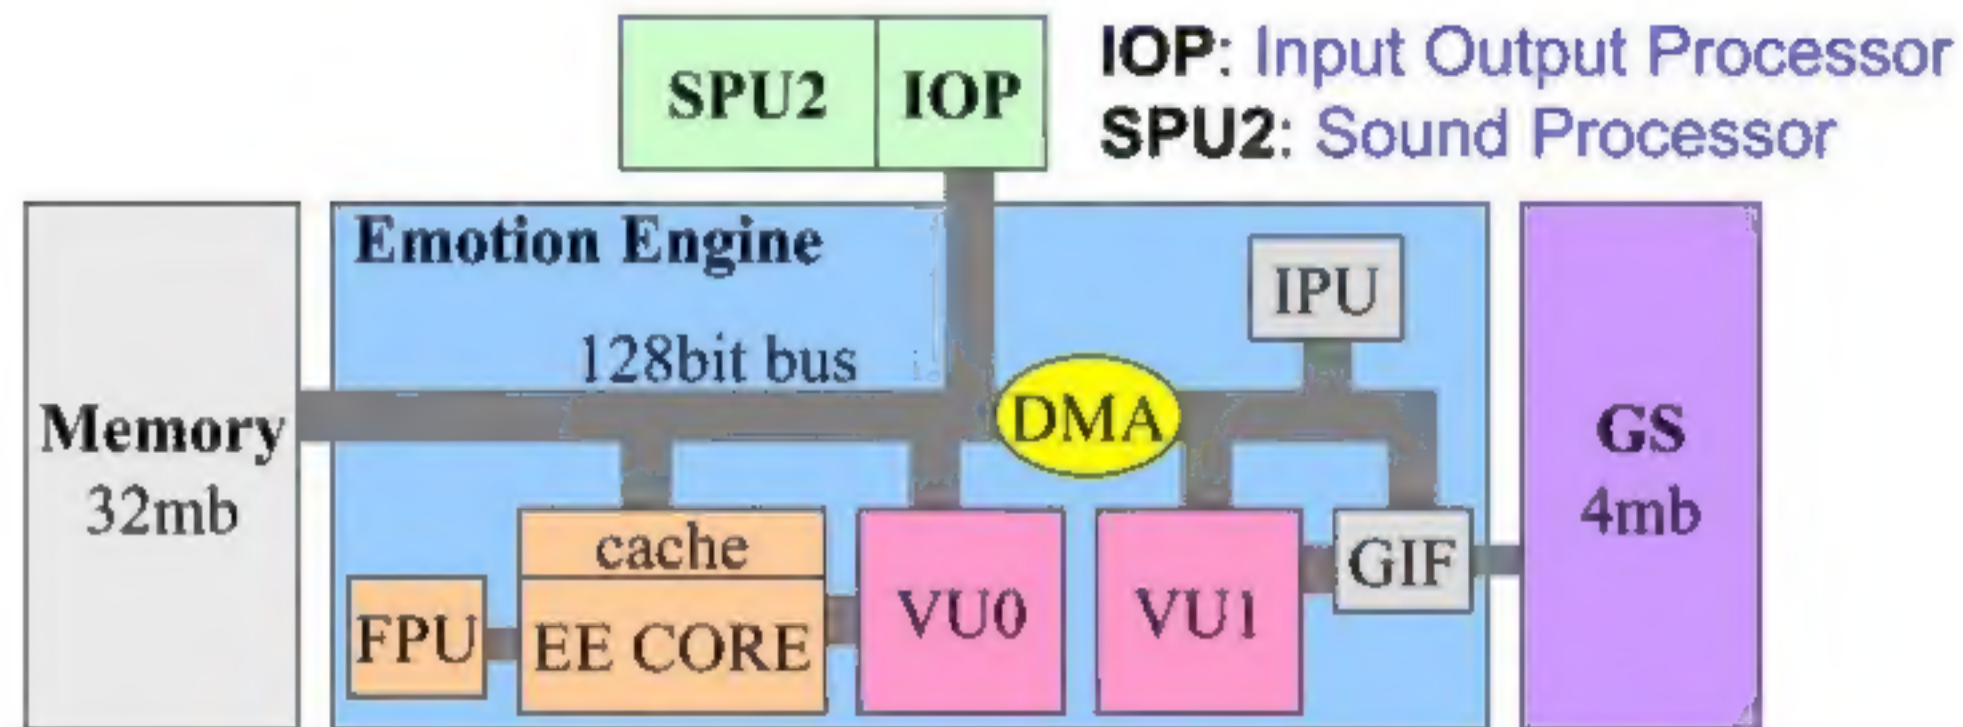 SPU2 IOP
IOP: Input Output Processor
SPU2: Sound Processor
Emotion Engine
IPU
128bit bus
DMA
Memory
32mb
GS
4mb
cache
FPU
EE CORE
VU0
VU1
GIF